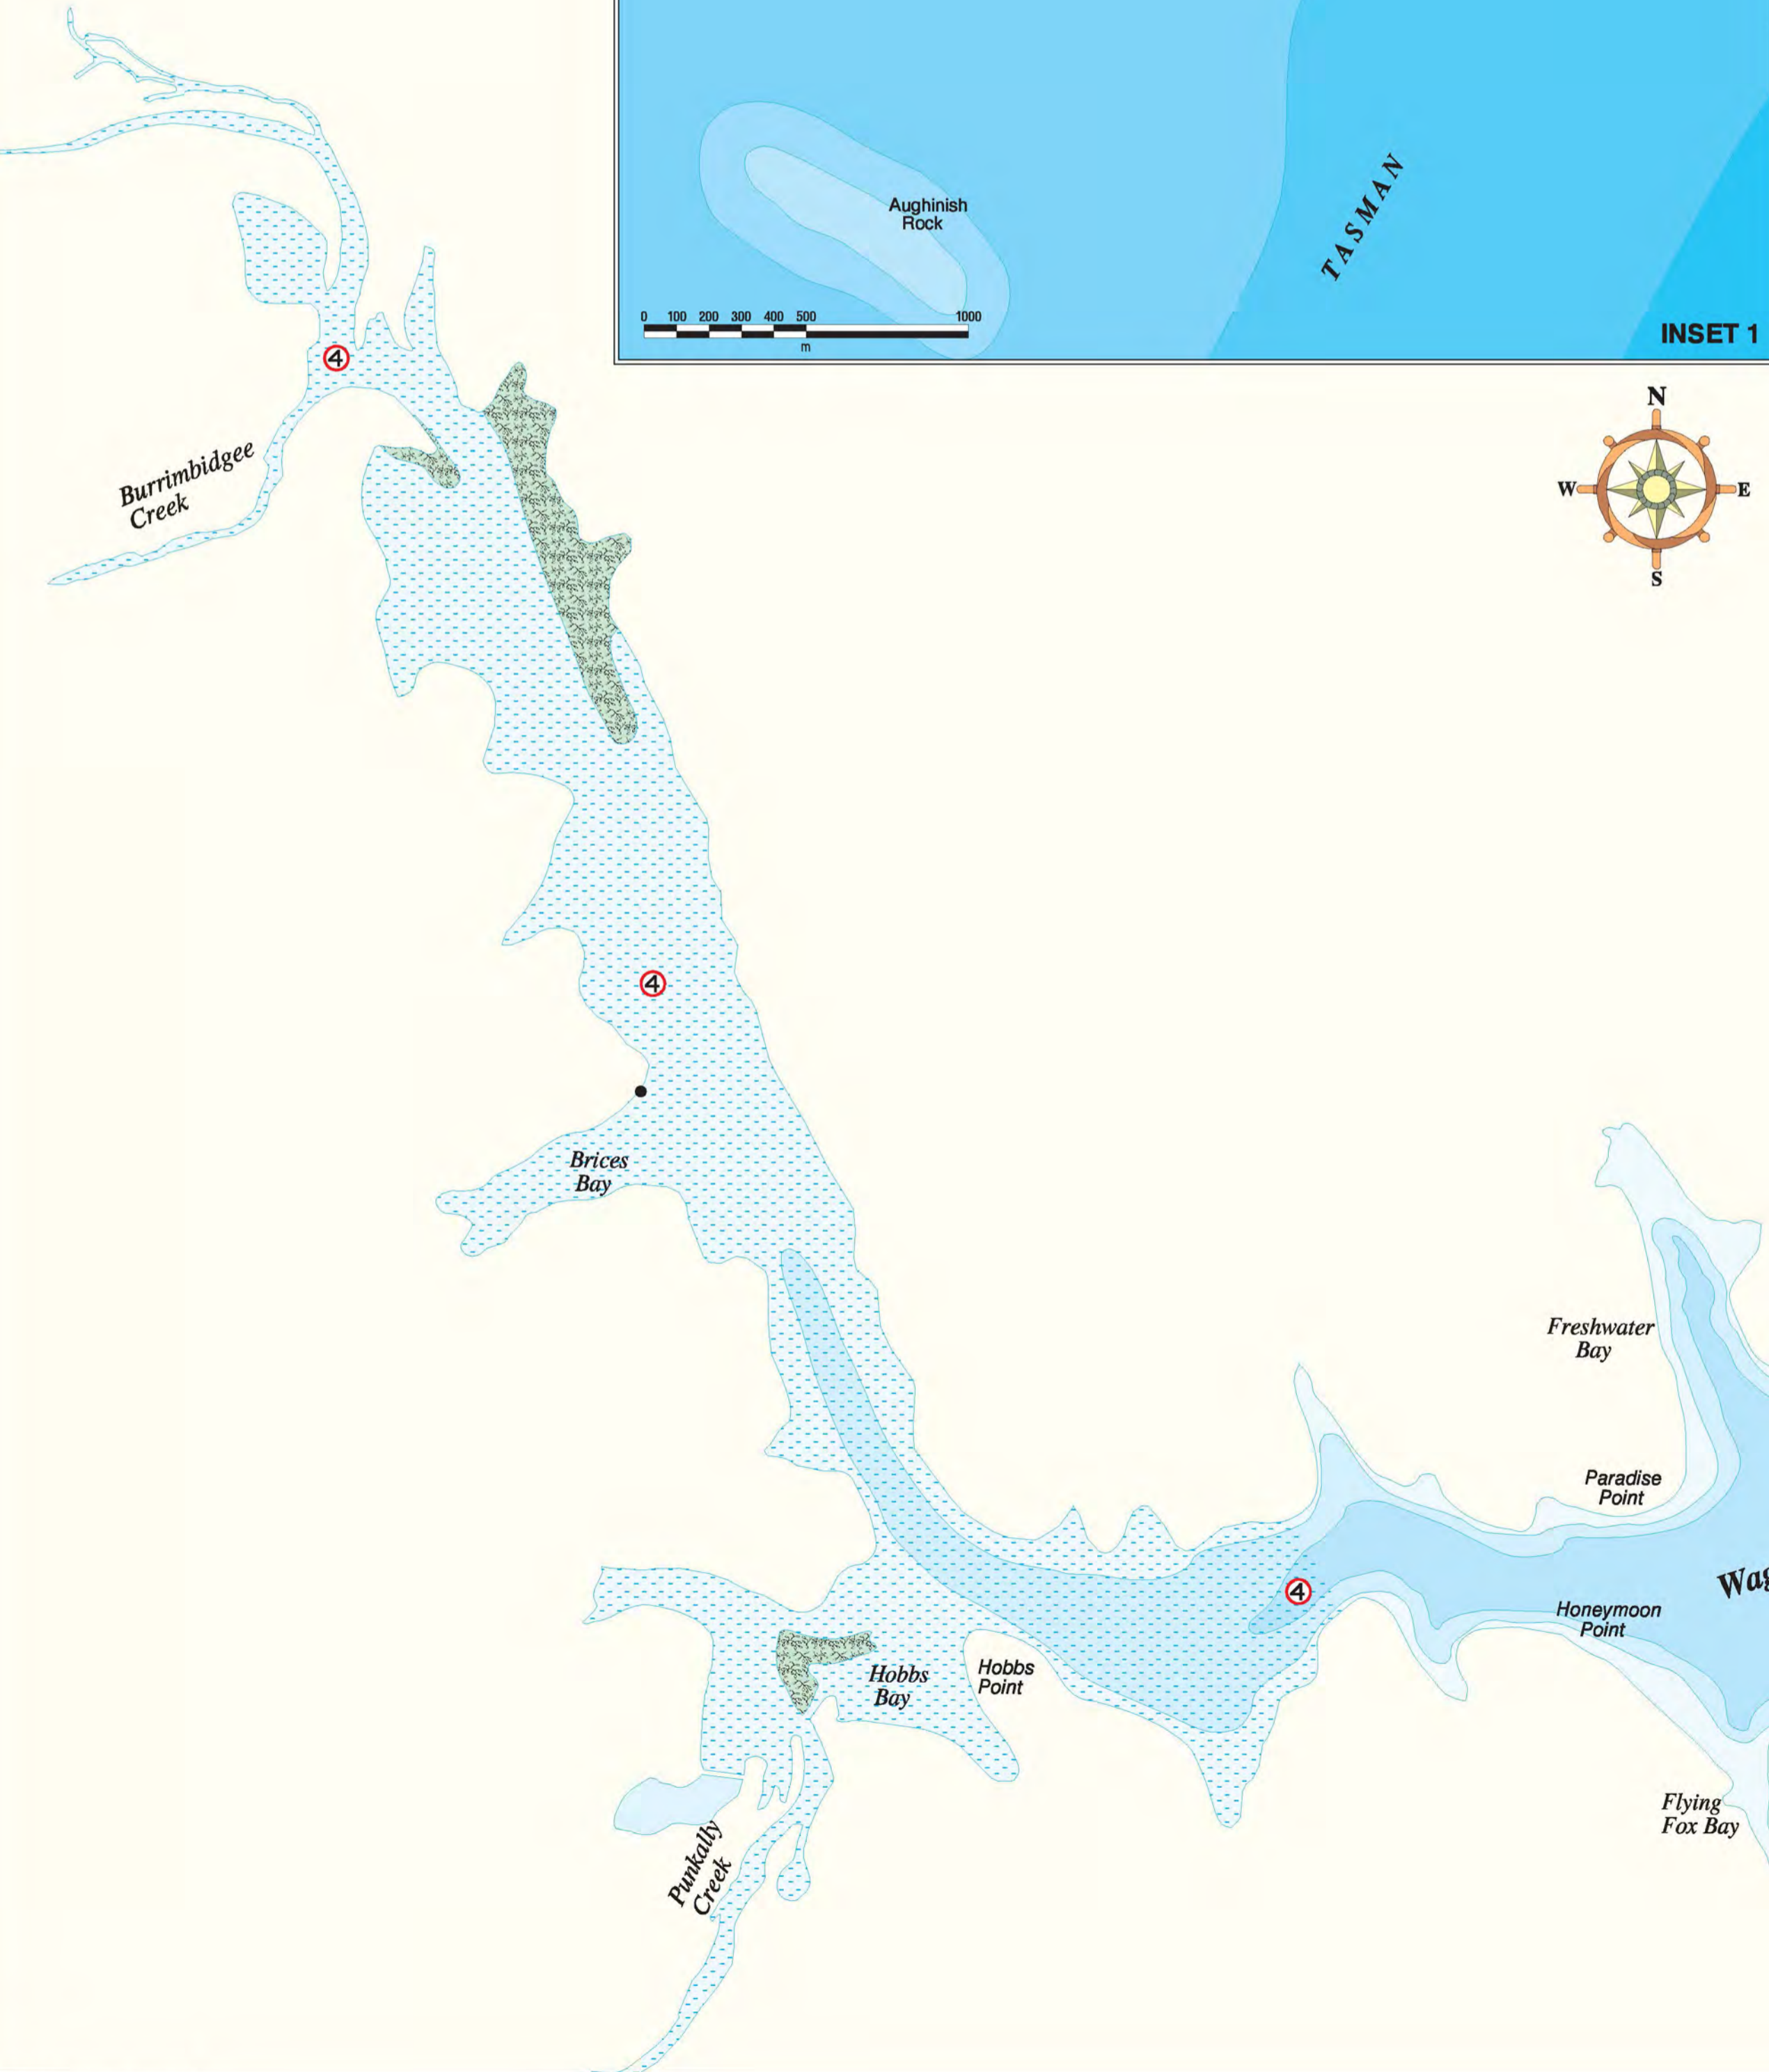 Aughinish
Rock
TASMAN
0 100 200 300 400 500 1000
m
INSET 1
N
W E
S
4
Burrimbidgee
Creek
4
Brices
Bay
Freshwater
Bay
Paradise
Point
4
Wag
Honeymoon
Point
Hobbs
Bay
Hobbs
Point
Flying
Fox Bay
Punkally
Creek